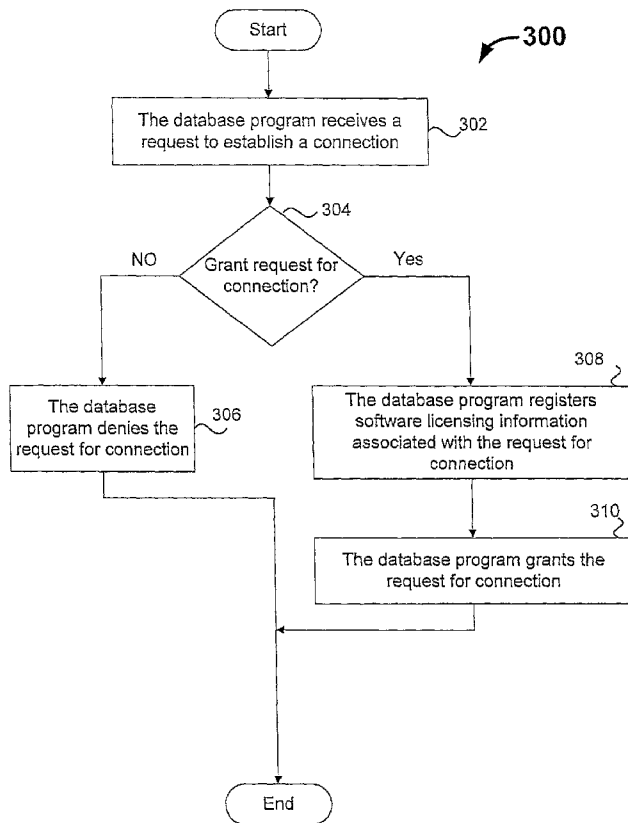 Start
300
The database program receives a
request to establish a connection
302
304
Grant request for
connection?
NO
Yes
308
The database program registers
software licensing information
associated with the request for
connection
The database
program denies the
request for connection
306
310
The database program grants the
request for connection
End